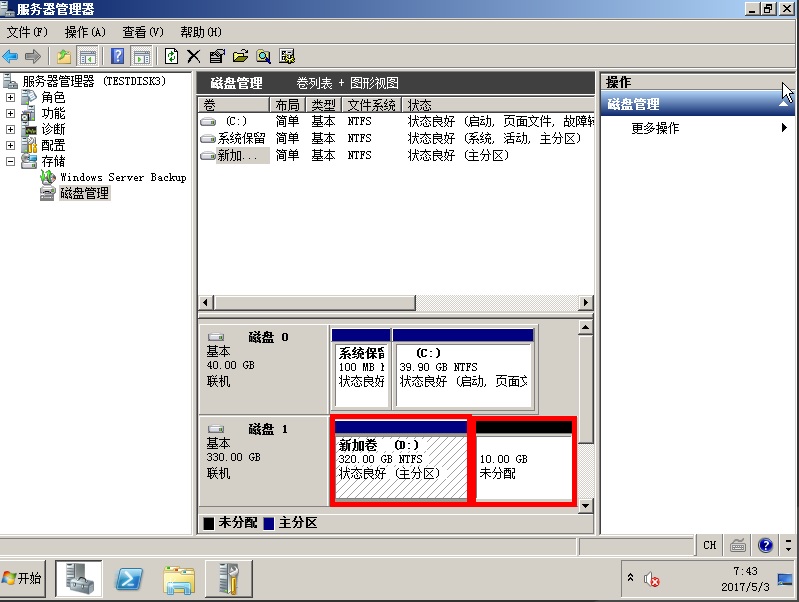 服务器管理器
文件(F) 操作(A) 查看(V) 帮助(H)
服务器管理器 (TESTDISK3)
角色
功能
诊断
配置
存储
Windows Server Backup
磁盘管理
磁盘管理 卷列表 + 图形视图
卷 布局 类型 文件系统 状态
(C:) 简单 基本 NTFS 状态良好 (启动, 页面文件, 故障转
系统保留 简单 基本 NTFS 状态良好 (系统, 活动, 主分区)
新加... 简单 基本 NTFS 状态良好 (主分区)
磁盘 0
基本
40.00 GB
联机
系统保留
100 MB
状态良好
(C:)
39.90 GB NTFS
状态良好 (启动, 页面文
磁盘 1
基本
330.00 GB
联机
新加卷 (D:)
320.00 GB NTFS
状态良好 (主分区)
10.00 GB
未分配
未分配 主分区
操作
磁盘管理
更多操作
CH
开始
7:43
2017/5/3